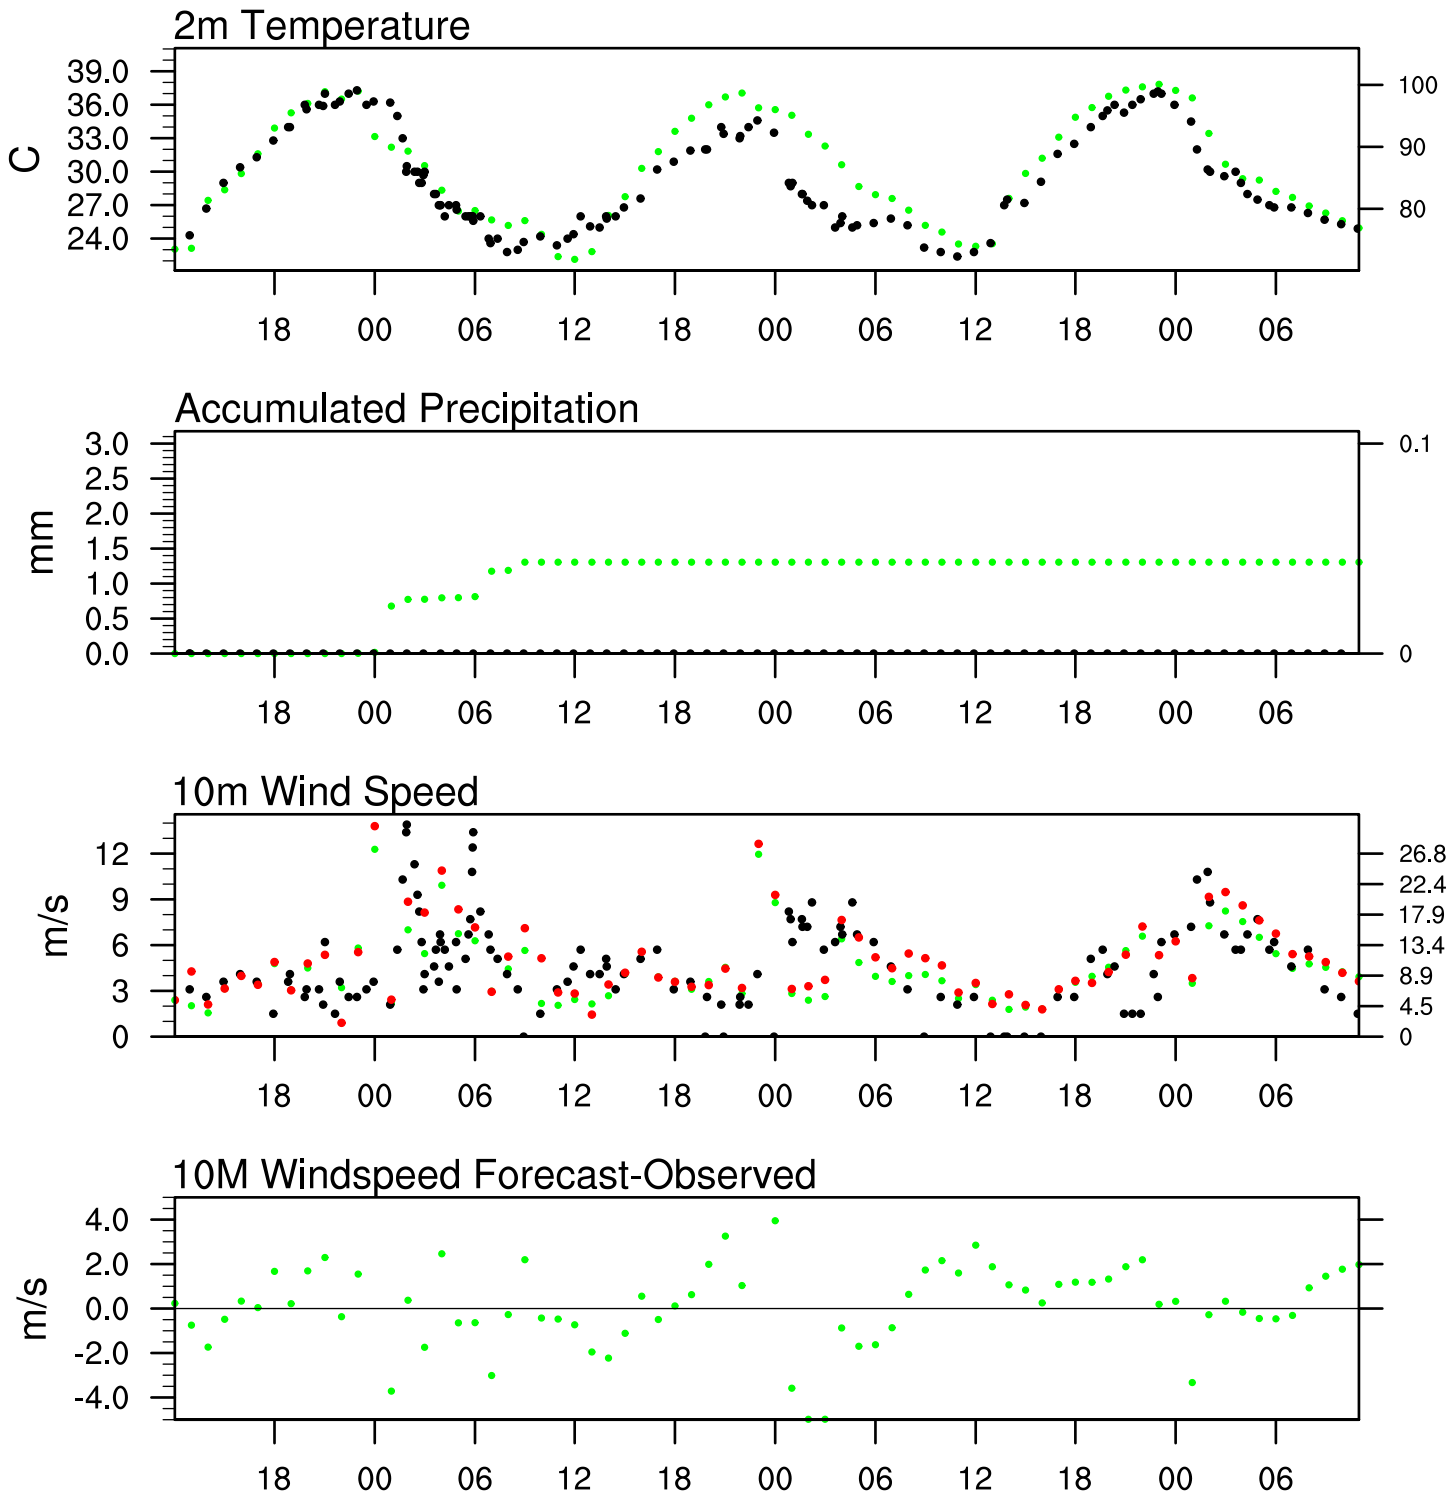 2m Temperature
39.0
36.0
33.0
30.0
27.0
24.0
C
100
90
80
18 00 06 12 18 00 06 12 18 00 06
Accumulated Precipitation
3.0
2.5
2.0
1.5
1.0
0.5
0.0
mm
0.1
0
18 00 06 12 18 00 06 12 18 00 06
10m Wind Speed
12
9
6
3
0
m/s
26.8
22.4
17.9
13.4
8.9
4.5
0
18 00 06 12 18 00 06 12 18 00 06
10M Windspeed Forecast-Observed
4.0
2.0
0.0
-2.0
-4.0
m/s
18 00 06 12 18 00 06 12 18 00 06